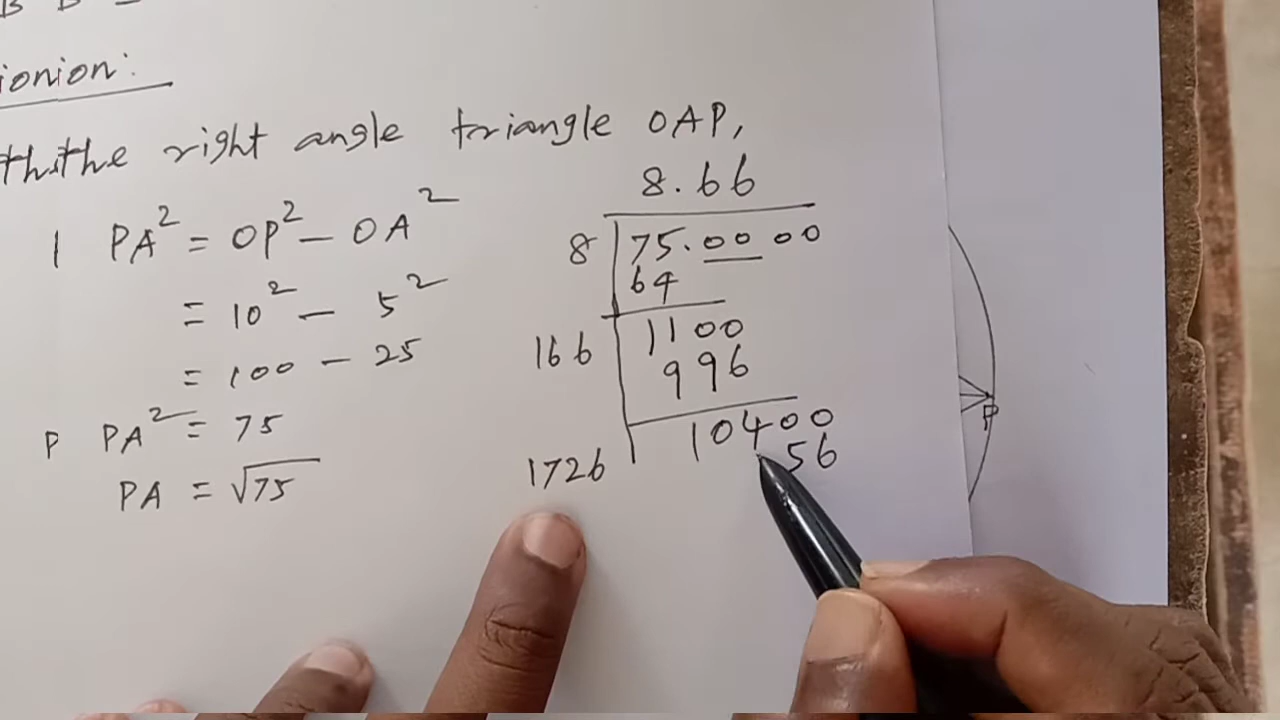 ionion:
the right angle triangle OAP,
PA² = OP² - OA²
= 10² - 5²
= 100 - 25
P PA² = 75
PA = √75
8.66
8 75.00 00
64
166 1100
996
10400
1726 56
P